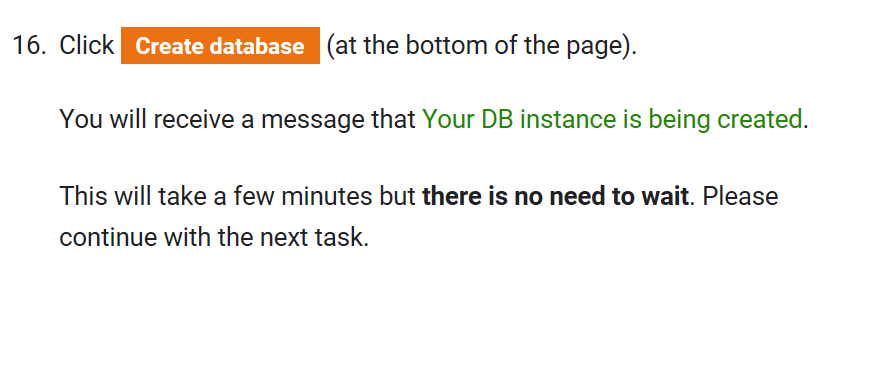 16. Click Create database (at the bottom of the page).
You will receive a message that Your DB instance is being created.
This will take a few minutes but there is no need to wait. Please
continue with the next task.